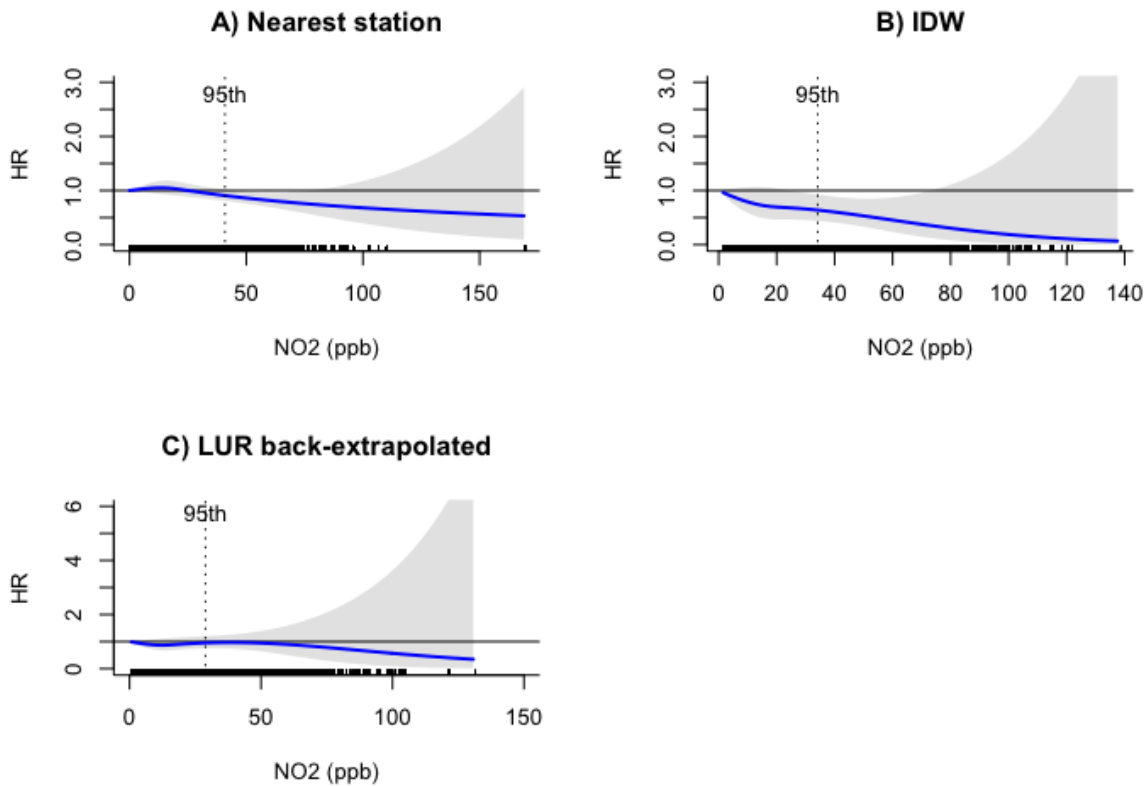 A) Nearest station
HR
3.0
2.0
1.0
0.0
95th
0 50 100 150
NO2 (ppb)
B) IDW
HR
3.0
2.0
1.0
0.0
95th
0 20 40 60 80 100 120 140
NO2 (ppb)
C) LUR back-extrapolated
HR
6
4
2
0
95th
0 50 100 150
NO2 (ppb)